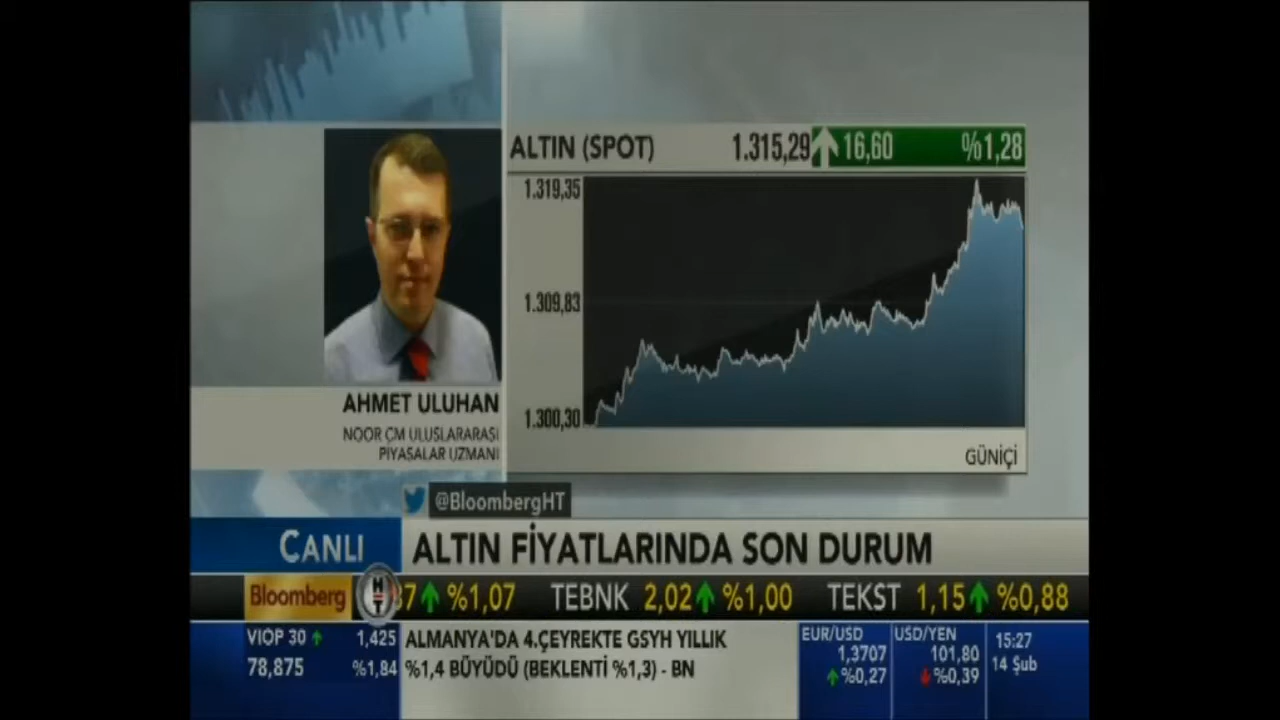 ALTIN (SPOT) 1.315,29 16,60 %1,28
1.319,35
1.309,83
1.300,30
GÜNİÇİ
AHMET ULUHAN
NOOR ÇM ULUSLARARASI
PİYASALAR UZMANI
@BloombergHT
CANLI
ALTIN FİYATLARINDA SON DURUM
Bloomberg HT 37 %1,07 TEBNK 2,02 %1,00 TEKST 1,15 %0,88
VIOP 30 1,425
78,875 %1,84
ALMANYA'DA 4.ÇEYREKTE GSYH YILLIK
%1,4 BÜYÜDÜ (BEKLENTİ %1,3) - BN
EUR/USD
1,3707
%0,27
USD/YEN
101,80
%0,39
15:27
14 Şub